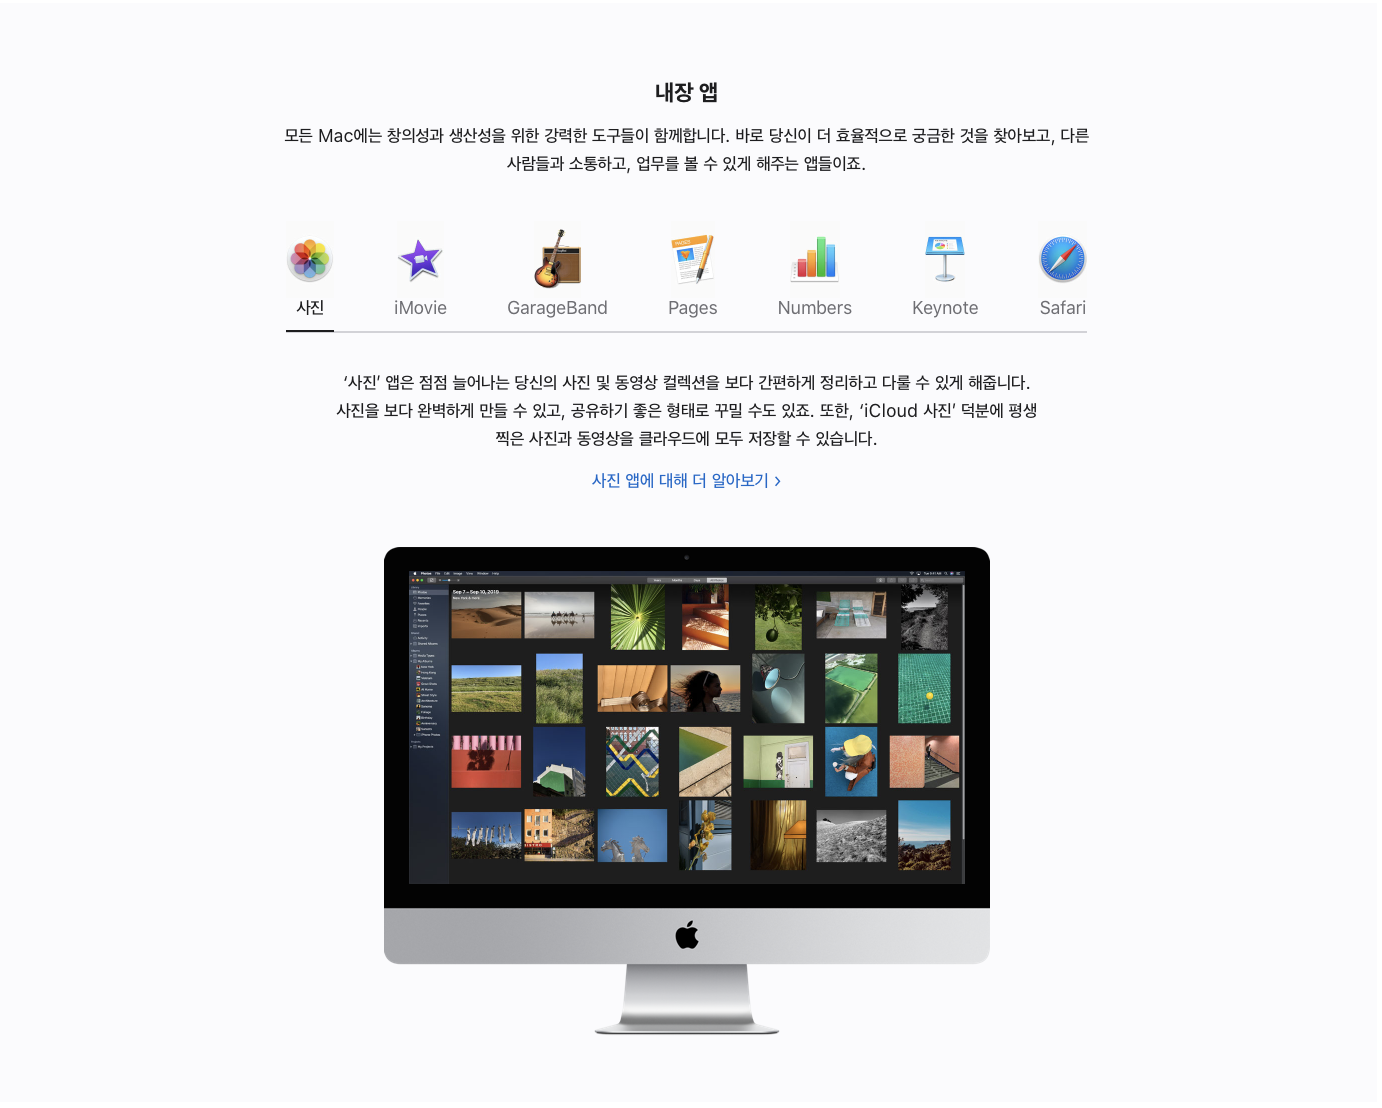 내장 앱
모든 Mac에는 창의성과 생산성을 위한 강력한 도구들이 함께합니다. 바로 당신이 더 효율적으로 궁금한 것을 찾아보고, 다른
사람들과 소통하고, 업무를 볼 수 있게 해주는 앱들이죠.
사진
iMovie
GarageBand
Pages
Numbers
Keynote
Safari
‘사진’ 앱은 점점 늘어나는 당신의 사진 및 동영상 컬렉션을 보다 간편하게 정리하고 다룰 수 있게 해줍니다.
사진을 보다 완벽하게 만들 수 있고, 공유하기 좋은 형태로 꾸밀 수도 있죠. 또한, ‘iCloud 사진’ 덕분에 평생
찍은 사진과 동영상을 클라우드에 모두 저장할 수 있습니다.
사진 앱에 대해 더 알아보기 ›
Photos File Edit Image View Window Help
Sep 7 – Sep 10, 2019
New York & York